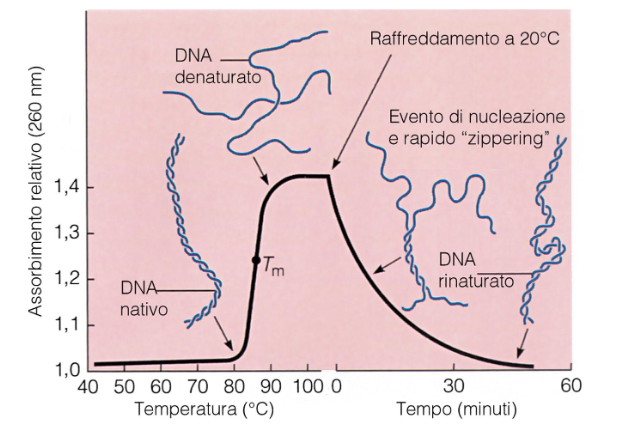 DNA
denaturato
Raffreddamento a 20°C
Evento di nucleazione
e rapido “zippering”
Assorbimento relativo (260 nm)
1,4
1,3
1,2
1,1
1,0
Tm
DNA
nativo
DNA
rinaturato
40 50 60 70 80 90 100 0 30 60
Temperatura (°C)
Tempo (minuti)